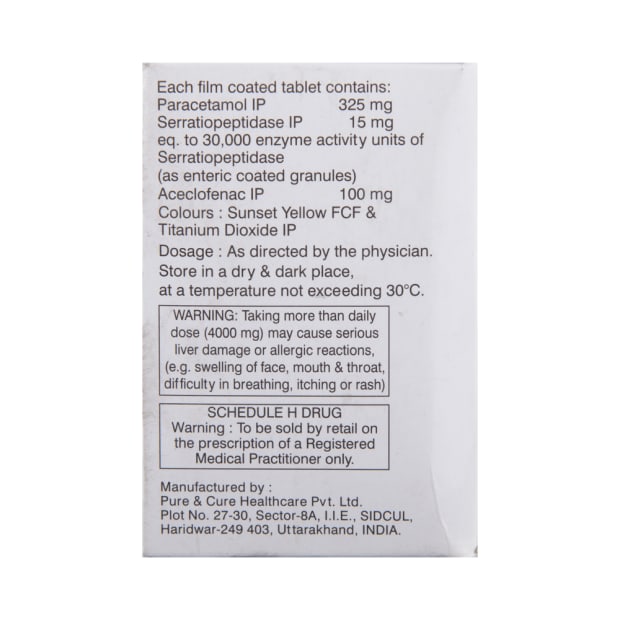 Each film coated tablet contains:
Paracetamol IP 325 mg
Serratiopeptidase IP 15 mg
eq. to 30,000 enzyme activity units of
Serratiopeptidase
(as enteric coated granules)
Aceclofenac IP 100 mg
Colours : Sunset Yellow FCF &
Titanium Dioxide IP
Dosage : As directed by the physician.
Store in a dry & dark place,
at a temperature not exceeding 30°C.
WARNING: Taking more than daily
dose (4000 mg) may cause serious
liver damage or allergic reactions,
(e.g. swelling of face, mouth & throat,
difficulty in breathing, itching or rash)
SCHEDULE H DRUG
Warning : To be sold by retail on
the prescription of a Registered
Medical Practitioner only.
Manufactured by :
Pure & Cure Healthcare Pvt. Ltd.
Plot No. 27-30, Sector-8A, I.I.E., SIDCUL,
Haridwar-249 403, Uttarakhand, INDIA.